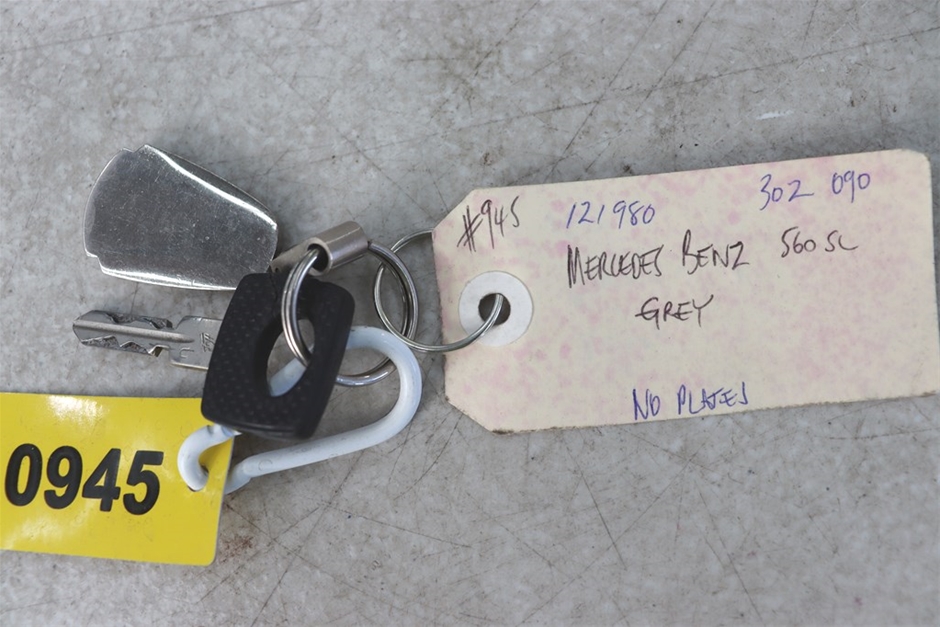 #945 121980 302 090
MERCEDES BENZ 560 SL
GREY
NO PLATES
0945